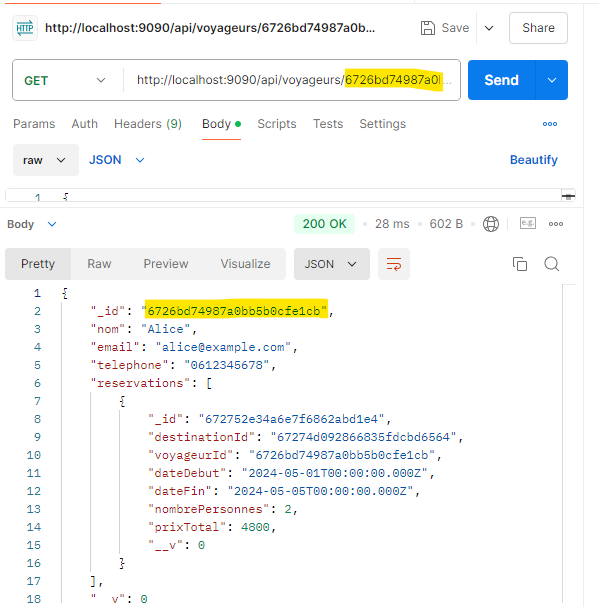 HTTP http://localhost:9090/api/voyageurs/6726bd74987a0b... Save Share
GET http://localhost:9090/api/voyageurs/6726bd74987a0 Send
Params Auth Headers (9) Body Scripts Tests Settings
raw JSON Beautify
1 {
Body 200 OK 28 ms 602 B e.g.
Pretty Raw Preview Visualize JSON
1 {
2 "_id": "6726bd74987a0bb5b0cfe1cb",
3 "nom": "Alice",
4 "email": "alice@example.com",
5 "telephone": "0612345678",
6 "reservations": [
7 {
8 "_id": "672752e34a6e7f6862abd1e4",
9 "destinationId": "67274d092866835fdcbd6564",
10 "voyageurId": "6726bd74987a0bb5b0cfe1cb",
11 "dateDebut": "2024-05-01T00:00:00.000Z",
12 "dateFin": "2024-05-05T00:00:00.000Z",
13 "nombrePersonnes": 2,
14 "prixTotal": 4800,
15 "__v": 0
16 }
17 ],
18 "__v": 0